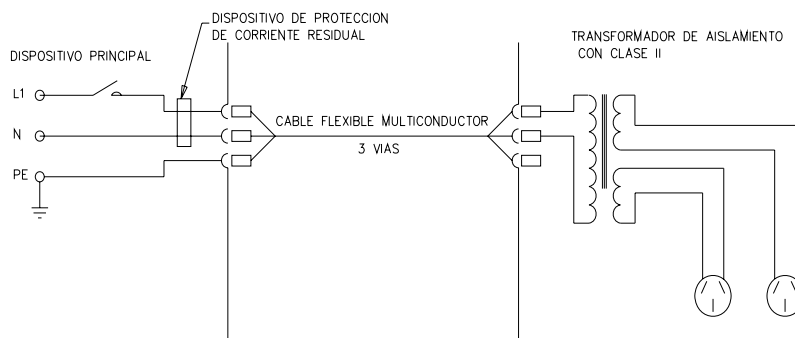 DISPOSITIVO DE PROTECCION
DE CORRIENTE RESIDUAL
TRANSFORMADOR DE AISLAMIENTO
CON CLASE II
DISPOSITIVO PRINCIPAL
L1
CABLE FLEXIBLE MULTICONDUCTOR
N
3 VIAS
PE